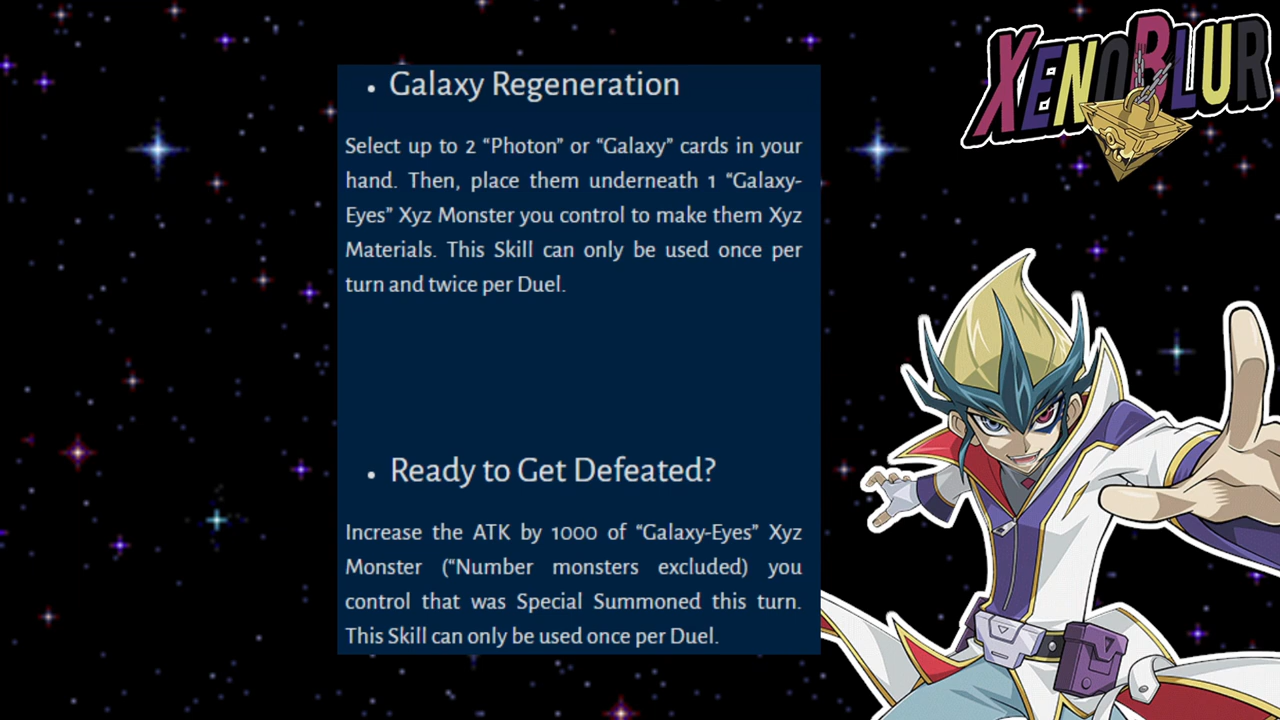 XENOBLUR
• Galaxy Regeneration
Select up to 2 “Photon” or “Galaxy” cards in your
hand. Then, place them underneath 1 “Galaxy-
Eyes” Xyz Monster you control to make them Xyz
Materials. This Skill can only be used once per
turn and twice per Duel.
• Ready to Get Defeated?
Increase the ATK by 1000 of “Galaxy-Eyes” Xyz
Monster (“Number monsters excluded) you
control that was Special Summoned this turn.
This Skill can only be used once per Duel.